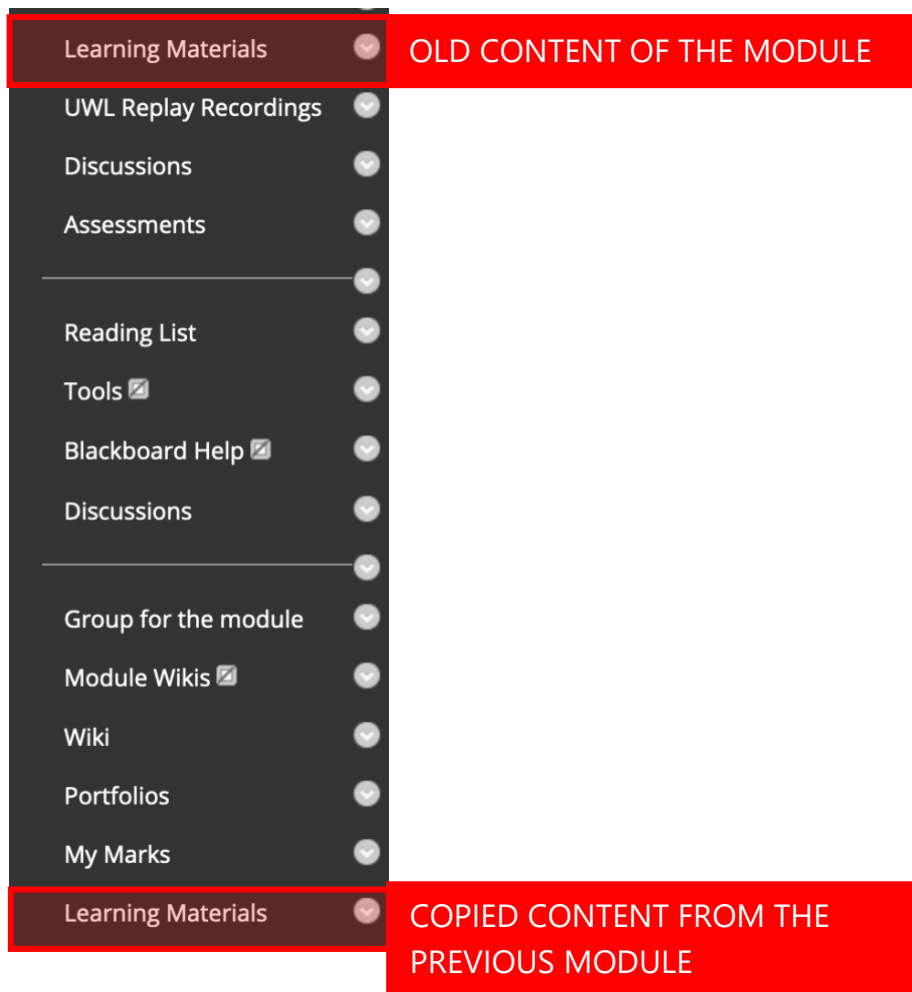 Learning Materials
OLD CONTENT OF THE MODULE
UWL Replay Recordings
Discussions
Assessments
Reading List
Tools
Blackboard Help
Discussions
Group for the module
Module Wikis
Wiki
Portfolios
My Marks
Learning Materials
COPIED CONTENT FROM THE
PREVIOUS MODULE